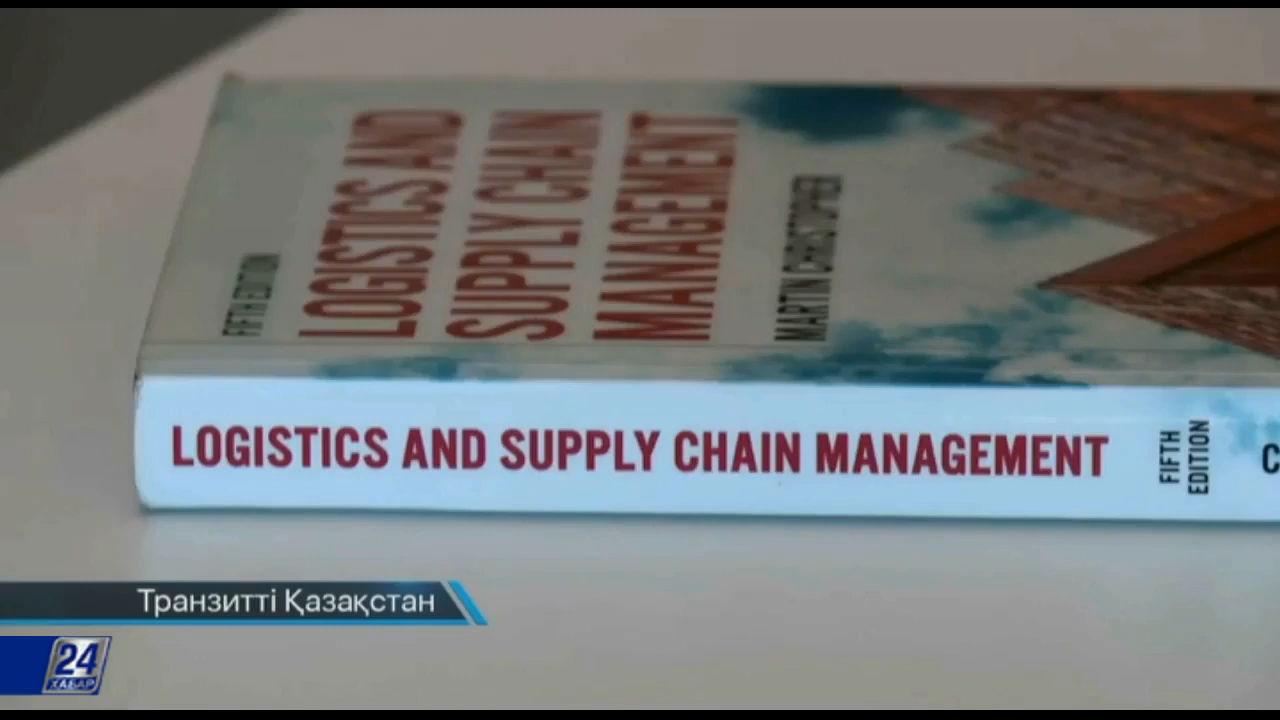 FIFTH EDITION
LOGISTICS AND
SUPPLY CHAIN
MANAGEMENT
MARTIN CHRISTOPHER
LOGISTICS AND SUPPLY CHAIN MANAGEMENT
FIFTH
EDITION
C
Транзитті Қазақстан
24
ХАБАР